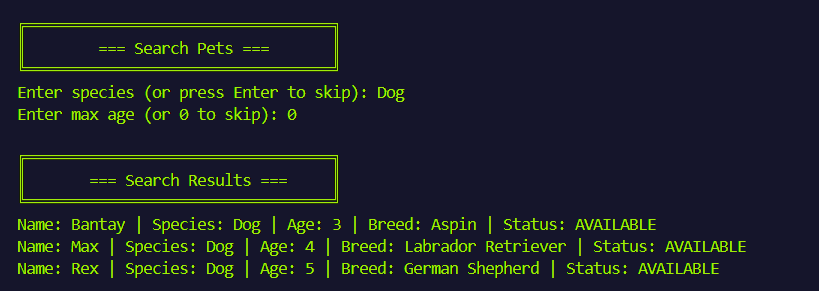 === Search Pets ===
Enter species (or press Enter to skip): Dog
Enter max age (or 0 to skip): 0
=== Search Results ===
Name: Bantay | Species: Dog | Age: 3 | Breed: Aspin | Status: AVAILABLE
Name: Max | Species: Dog | Age: 4 | Breed: Labrador Retriever | Status: AVAILABLE
Name: Rex | Species: Dog | Age: 5 | Breed: German Shepherd | Status: AVAILABLE